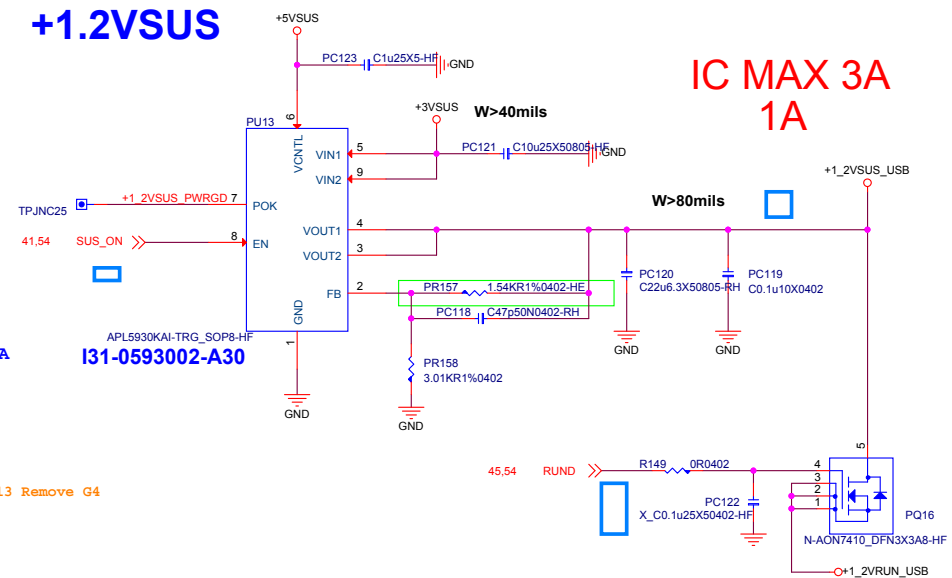 +1.2VSUS
+5VSUS
PC123
C1u25X5-HF
GND
IC MAX 3A
1A
+3VSUS
W>40mils
PU13
6
VCNTL
VIN1
5
PC121
C10u25X50805-HF
GND
VIN2
9
+1_2VSUS_USB
W>80mils
TPJNC25
+1_2VSUS_PWRGD
7
POK
VOUT1
4
41,54
SUS_ON
8
EN
VOUT2
3
PC120
C22u6.3X50805-RH
PC119
C0.1u10X0402
FB
2
PR157
1.54KR1%0402-HE
PC118
C47p50N0402-RH
GND
1
GND
GND
APL5930KAI-TRG_SOP8-HF
A
I31-0593002-A30
PR158
3.01KR1%0402
GND
GND
5
45,54
RUND
R149
0R0402
4
3
2
1
13 Remove G4
PC122
X_C0.1u25X50402-HF
PQ16
N-AON7410_DFN3X3A8-HF
+1_2VRUN_USB